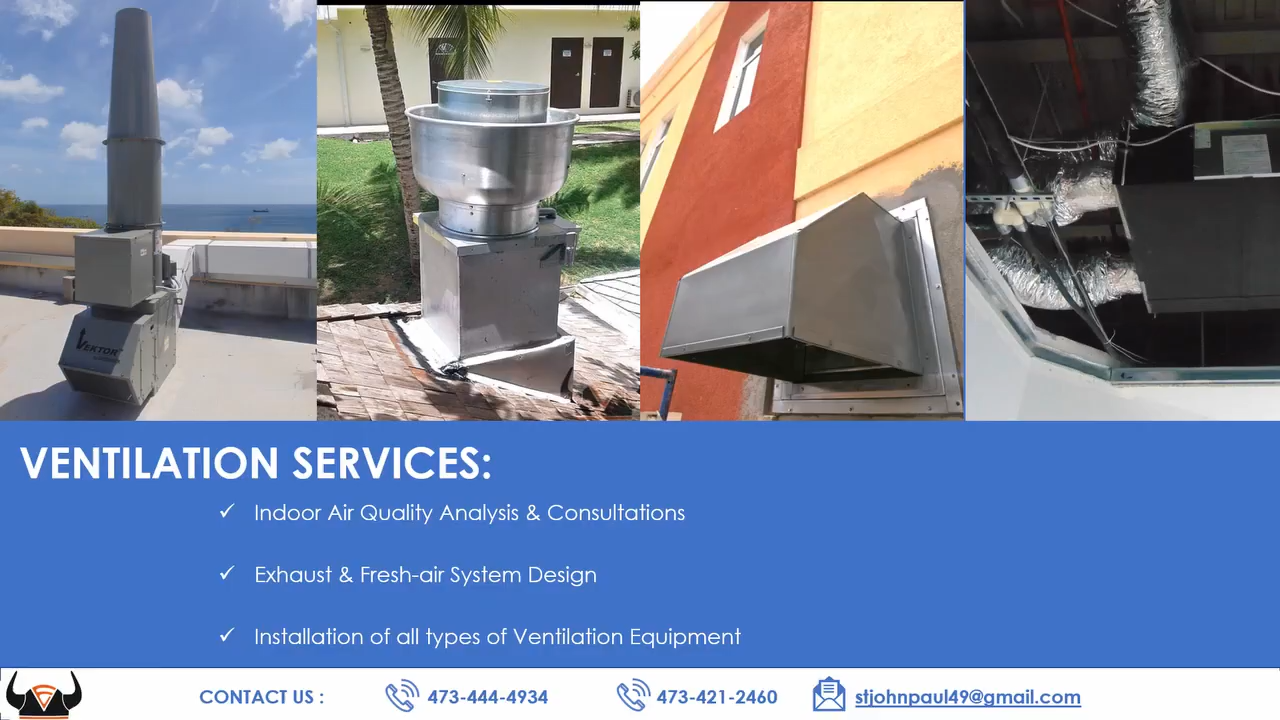 VEKTOR
VENTILATION SERVICES:
✓ Indoor Air Quality Analysis & Consultations
✓ Exhaust & Fresh-air System Design
✓ Installation of all types of Ventilation Equipment
CONTACT US : 473-444-4934 473-421-2460 stjohnpaul49@gmail.com